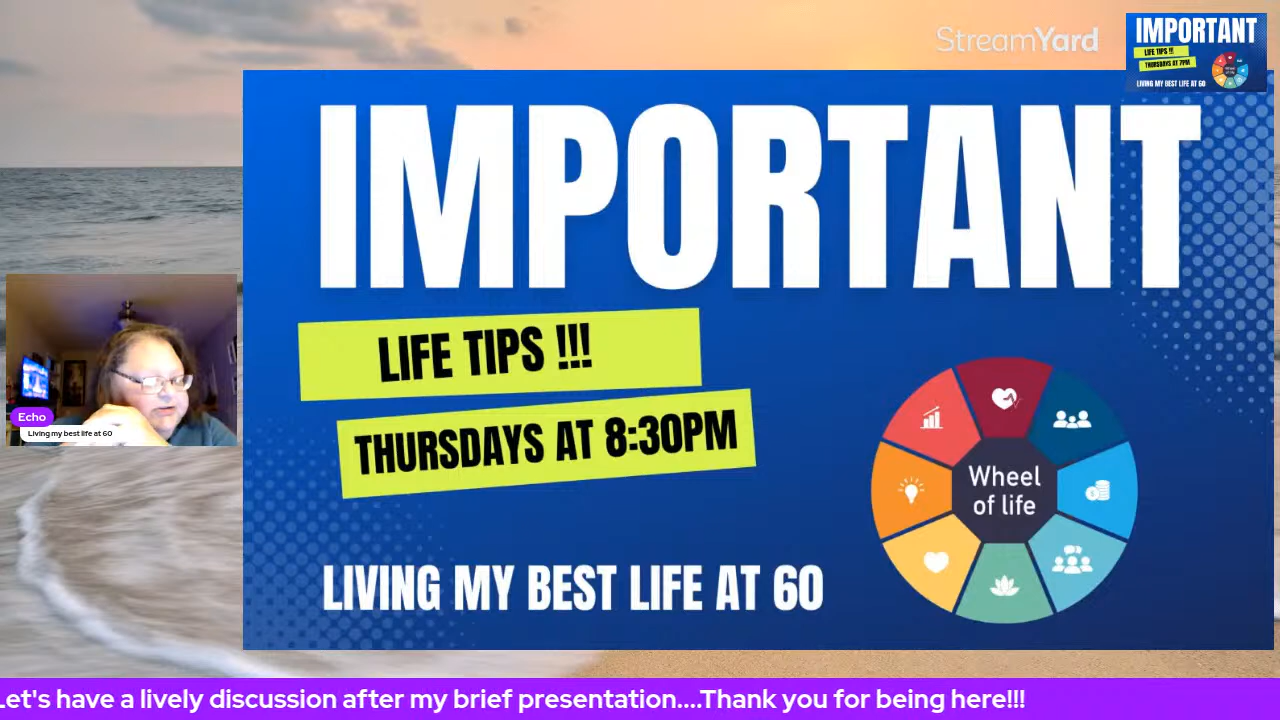 StreamYard
IMPORTANT
LIFE TIPS !!!
THURSDAYS AT 7PM
LIVING MY BEST LIFE AT 60
IMPORTANT
LIFE TIPS !!!
THURSDAYS AT 8:30PM
Wheel
of life
LIVING MY BEST LIFE AT 60
Echo
Living my best life at 60
Let's have a lively discussion after my brief presentation....Thank you for being here!!!